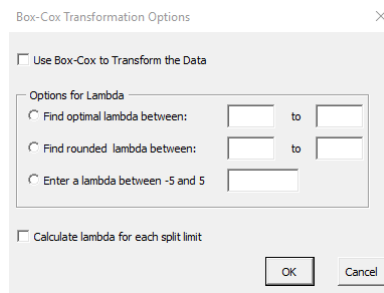 Box-Cox Transformation Options
Use Box-Cox to Transform the Data
Options for Lambda
Find optimal lambda between: to
Find rounded lambda between: to
Enter a lambda between -5 and 5
Calculate lambda for each split limit
OK Cancel